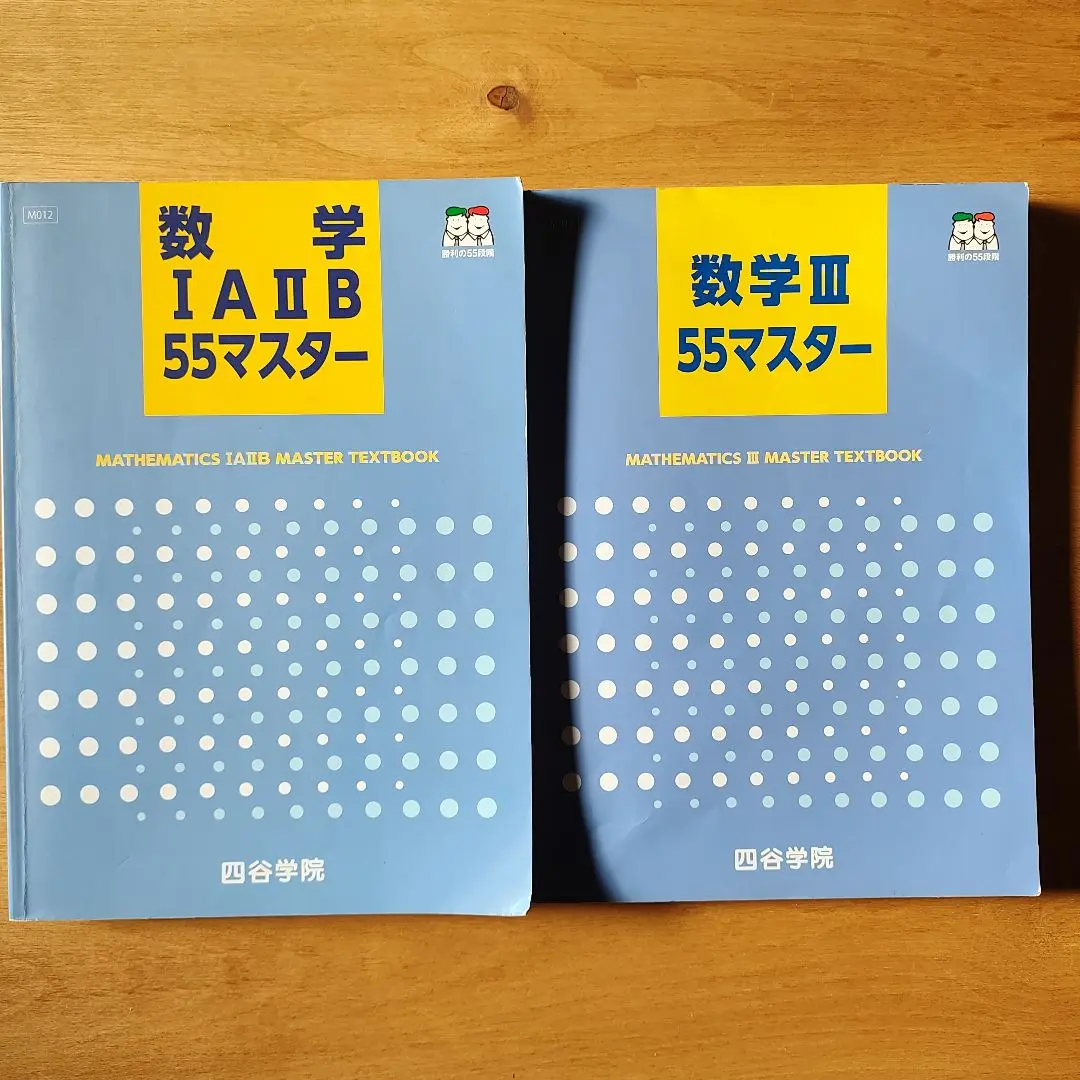 M012
数学
ⅠAⅡB
55マスター
勝利の55段階
MATHEMATICS ⅠAⅡB MASTER TEXTBOOK
四谷学院
数学Ⅲ
55マスター
勝利の55段階
MATHEMATICS Ⅲ MASTER TEXTBOOK
四谷学院